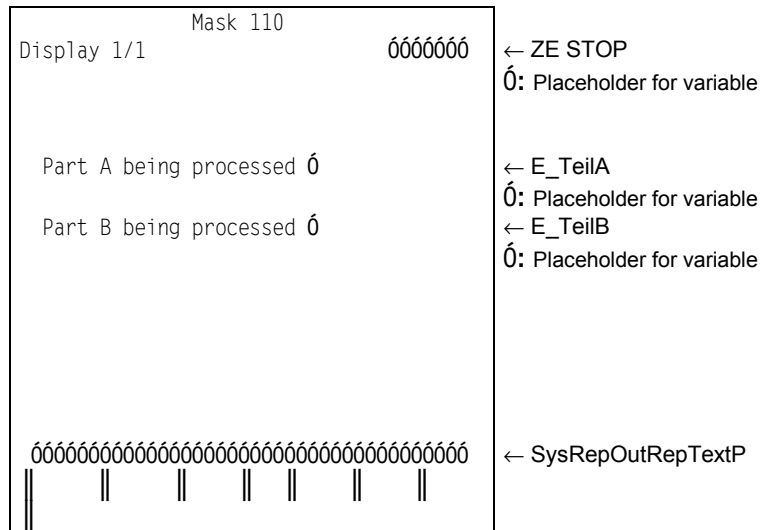 Mask 110
Display 1/1 ÓÓÓÓÓÓÓ ← ZE STOP
Ó: Placeholder for variable
Part A being processed Ó ← E_TeilA
Ó: Placeholder for variable
Part B being processed Ó ← E_TeilB
Ó: Placeholder for variable
ÓÓÓÓÓÓÓÓÓÓÓÓÓÓÓÓÓÓÓÓÓÓÓÓÓÓÓÓÓÓÓÓÓÓÓÓÓÓ ← SysRepOutRepTextP
‖ ‖ ‖ ‖ ‖ ‖ ‖
‖